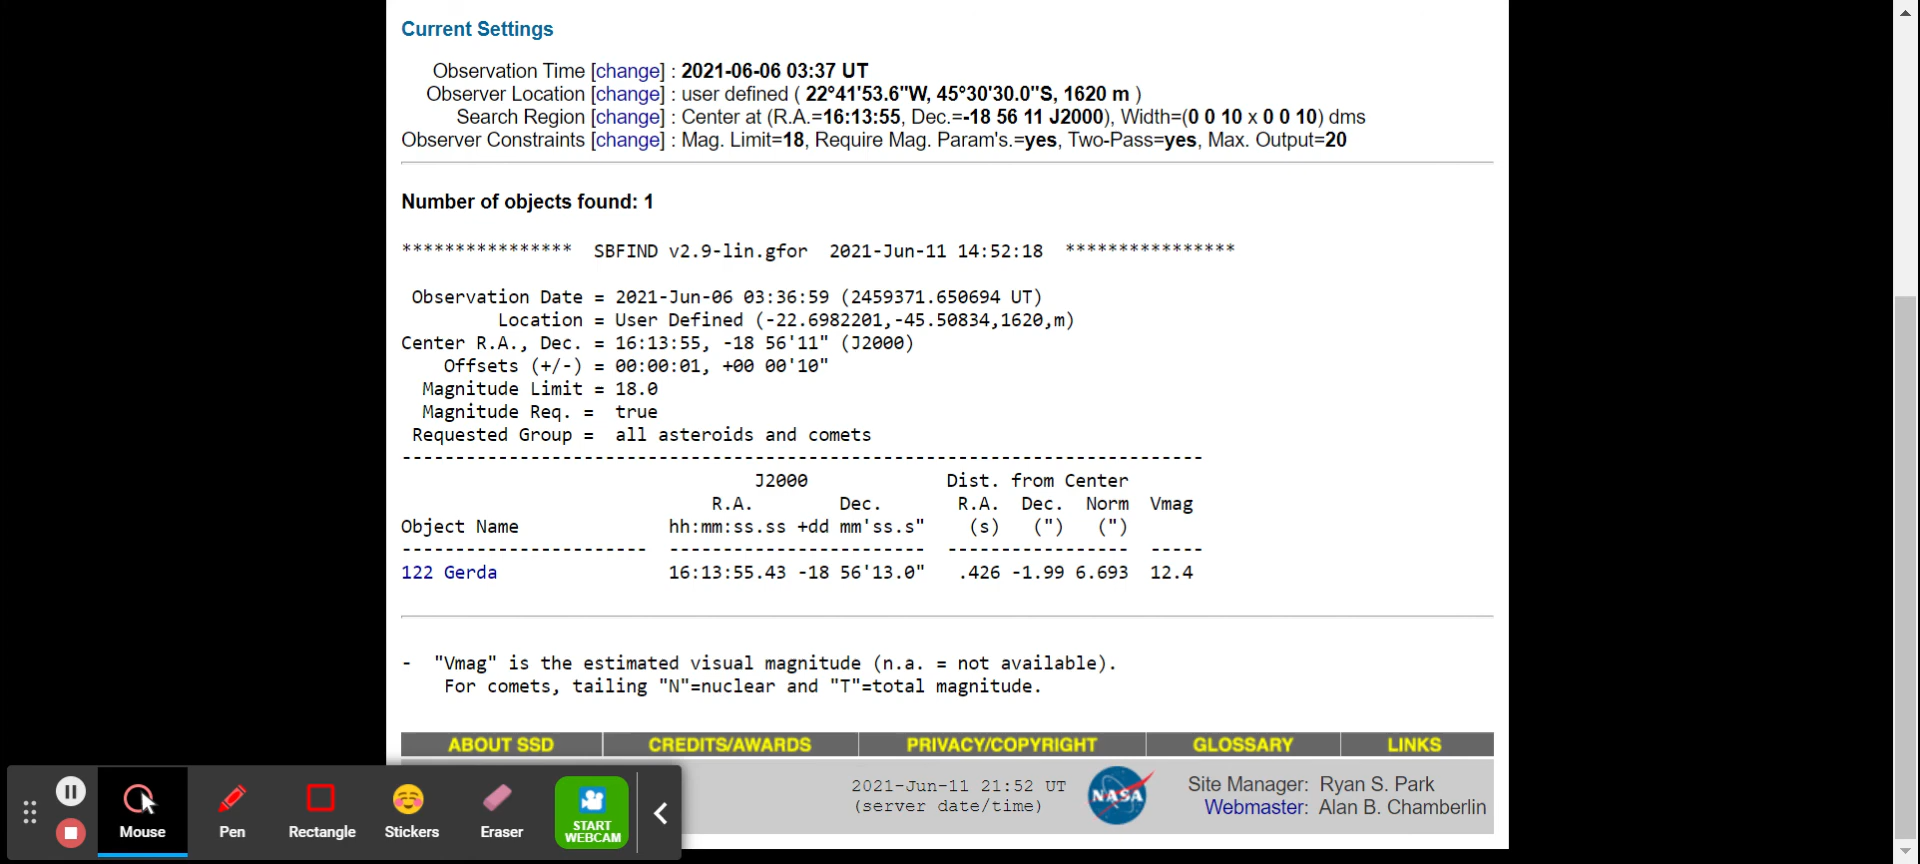 Current Settings
Observation Time [change] : 2021-06-06 03:37 UT
Observer Location [change] : user defined ( 22°41'53.6"W, 45°30'30.0"S, 1620 m )
Search Region [change] : Center at (R.A.=16:13:55, Dec.=-18 56 11 J2000), Width=(0 0 10 x 0 0 10) dms
Observer Constraints [change] : Mag. Limit=18, Require Mag. Param's.=yes, Two-Pass=yes, Max. Output=20
Number of objects found: 1
**************** SBFIND v2.9-lin.gfor 2021-Jun-11 14:52:18 ****************
Observation Date = 2021-Jun-06 03:36:59 (2459371.650694 UT)
Location = User Defined (-22.6982201,-45.50834,1620,m)
Center R.A., Dec. = 16:13:55, -18 56'11" (J2000)
Offsets (+/-) = 00:00:01, +00 00'10"
Magnitude Limit = 18.0
Magnitude Req. = true
Requested Group = all asteroids and comets
J2000 Dist. from Center
R.A. Dec. R.A. Dec. Norm Vmag
Object Name hh:mm:ss.ss +dd mm'ss.s" (s) (") (")
122 Gerda 16:13:55.43 -18 56'13.0" .426 -1.99 6.693 12.4
- "Vmag" is the estimated visual magnitude (n.a. = not available).
For comets, tailing "N"=nuclear and "T"=total magnitude.
ABOUT SSD CREDITS/AWARDS PRIVACY/COPYRIGHT GLOSSARY LINKS
2021-Jun-11 21:52 UT
(server date/time)
NASA
Site Manager: Ryan S. Park
Webmaster: Alan B. Chamberlin
Mouse
Pen
Rectangle
Stickers
Eraser
START
WEBCAM